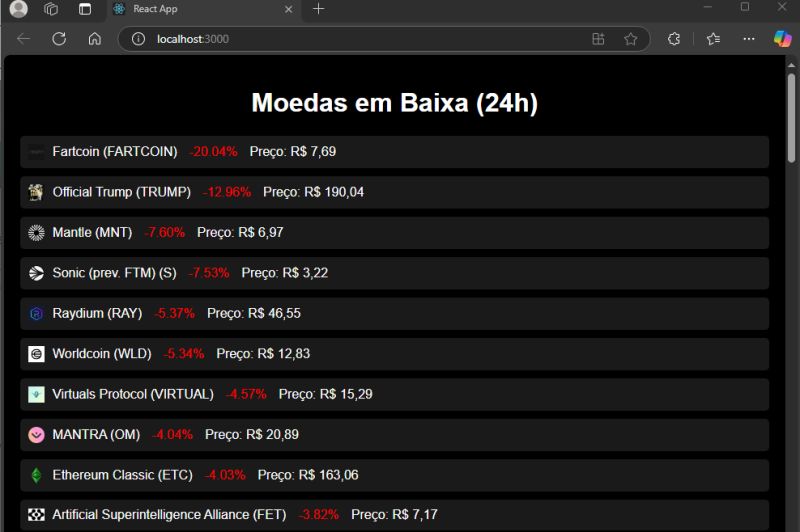 React App
localhost:3000
Moedas em Baixa (24h)
Fartcoin (FARTCOIN) -20.04% Preço: R$ 7,69
Official Trump (TRUMP) -12.96% Preço: R$ 190,04
Mantle (MNT) -7.60% Preço: R$ 6,97
Sonic (prev. FTM) (S) -7.53% Preço: R$ 3,22
Raydium (RAY) -5.37% Preço: R$ 46,55
Worldcoin (WLD) -5.34% Preço: R$ 12,83
Virtuals Protocol (VIRTUAL) -4.57% Preço: R$ 15,29
MANTRA (OM) -4.04% Preço: R$ 20,89
Ethereum Classic (ETC) -4.03% Preço: R$ 163,06
Artificial Superintelligence Alliance (FET) -3.82% Preço: R$ 7,17